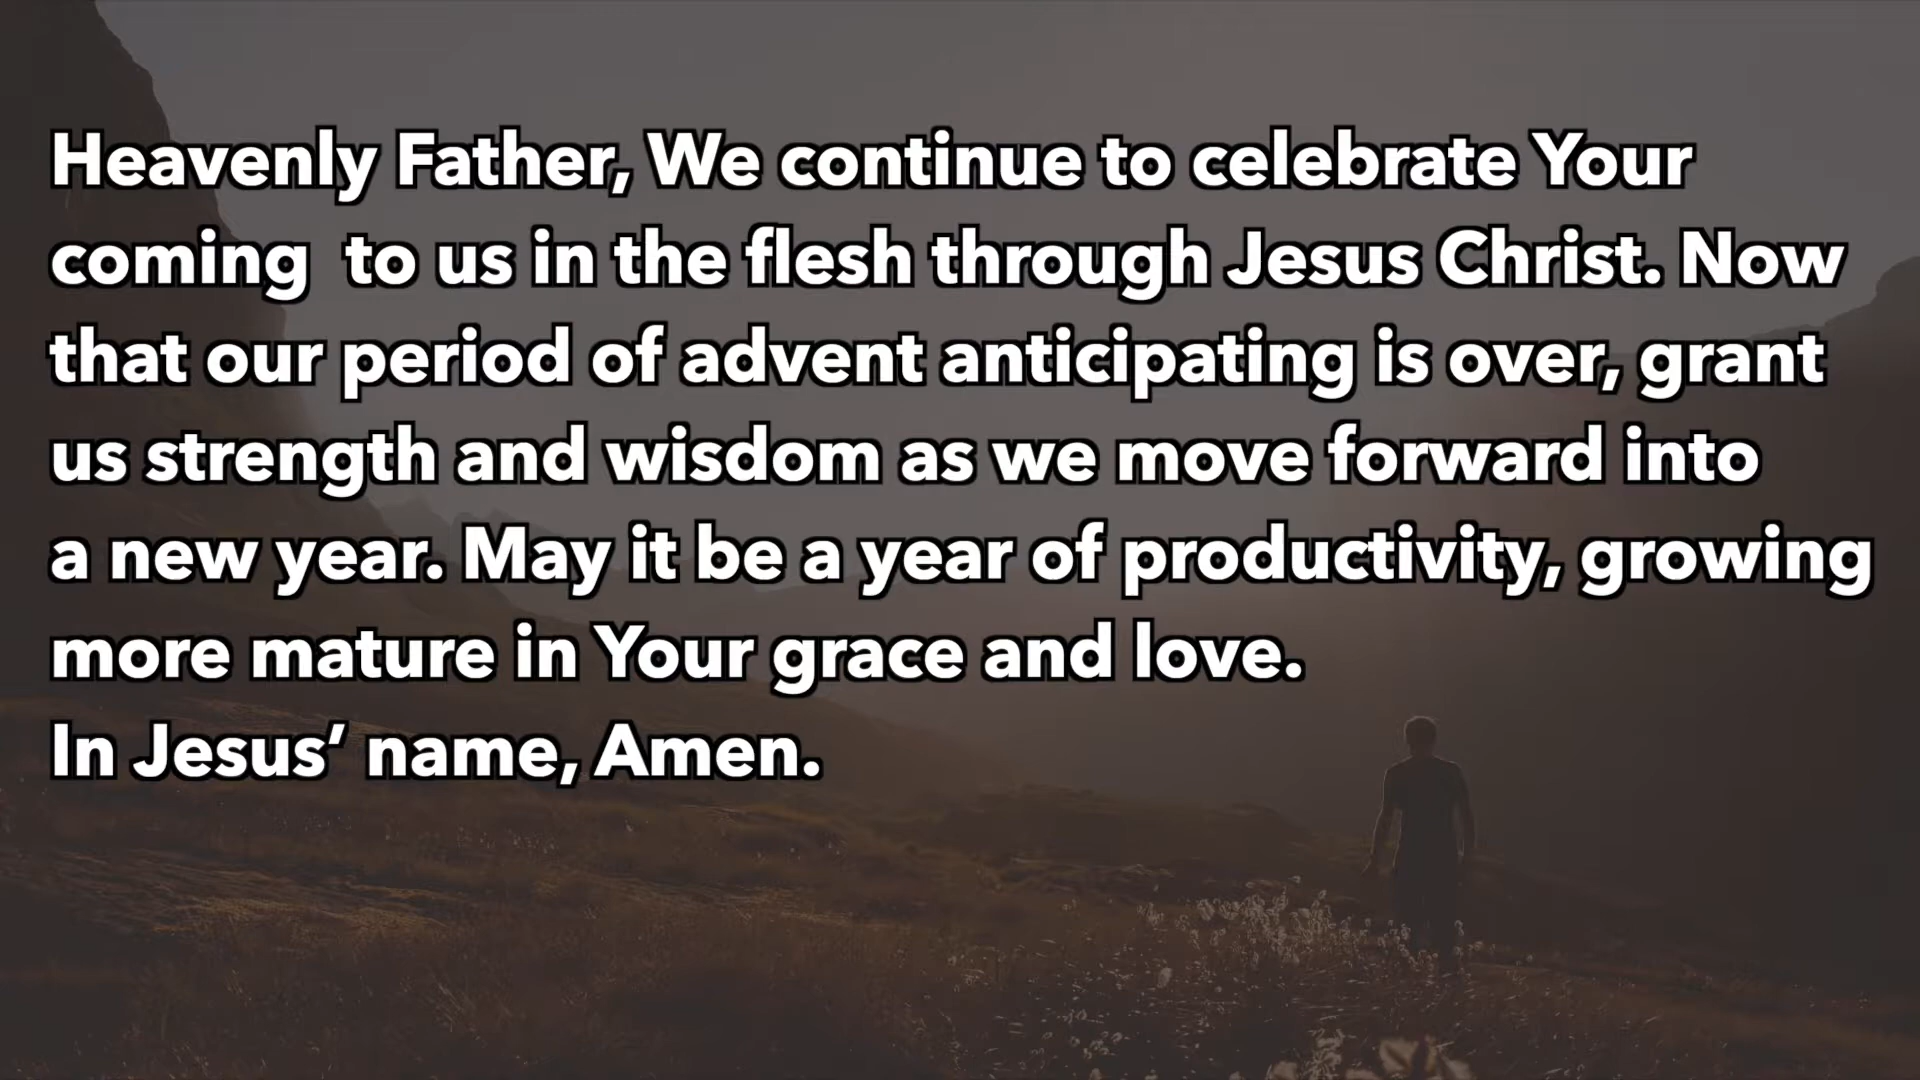 Heavenly Father, We continue to celebrate Your
coming  to us in the flesh through Jesus Christ. Now
that our period of advent anticipating is over, grant
us strength and wisdom as we move forward into
a new year. May it be a year of productivity, growing
more mature in Your grace and love.
In Jesus’ name, Amen.